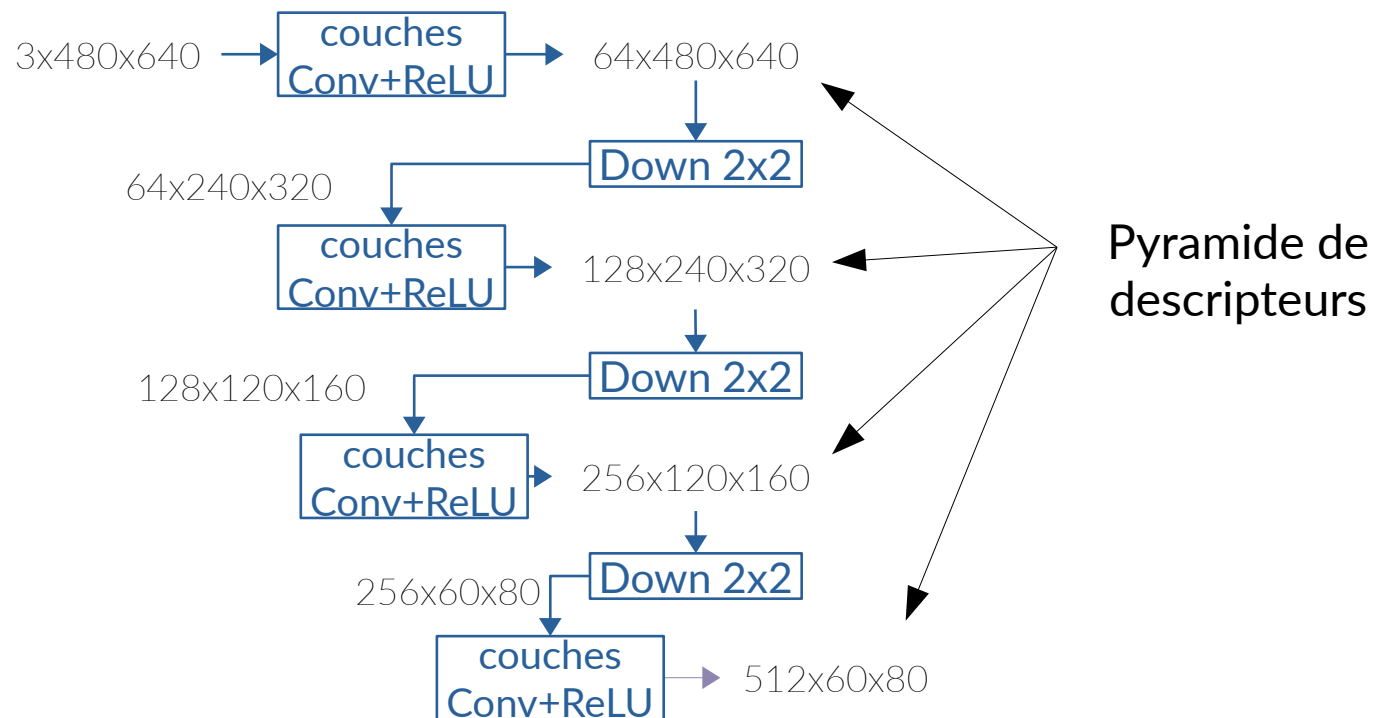 3x480x640
couches
Conv+ReLU
64x480x640
Down 2x2
64x240x320
couches
Conv+ReLU
128x240x320
Pyramide de
descripteurs
Down 2x2
128x120x160
couches
Conv+ReLU
256x120x160
Down 2x2
256x60x80
couches
Conv+ReLU
512x60x80